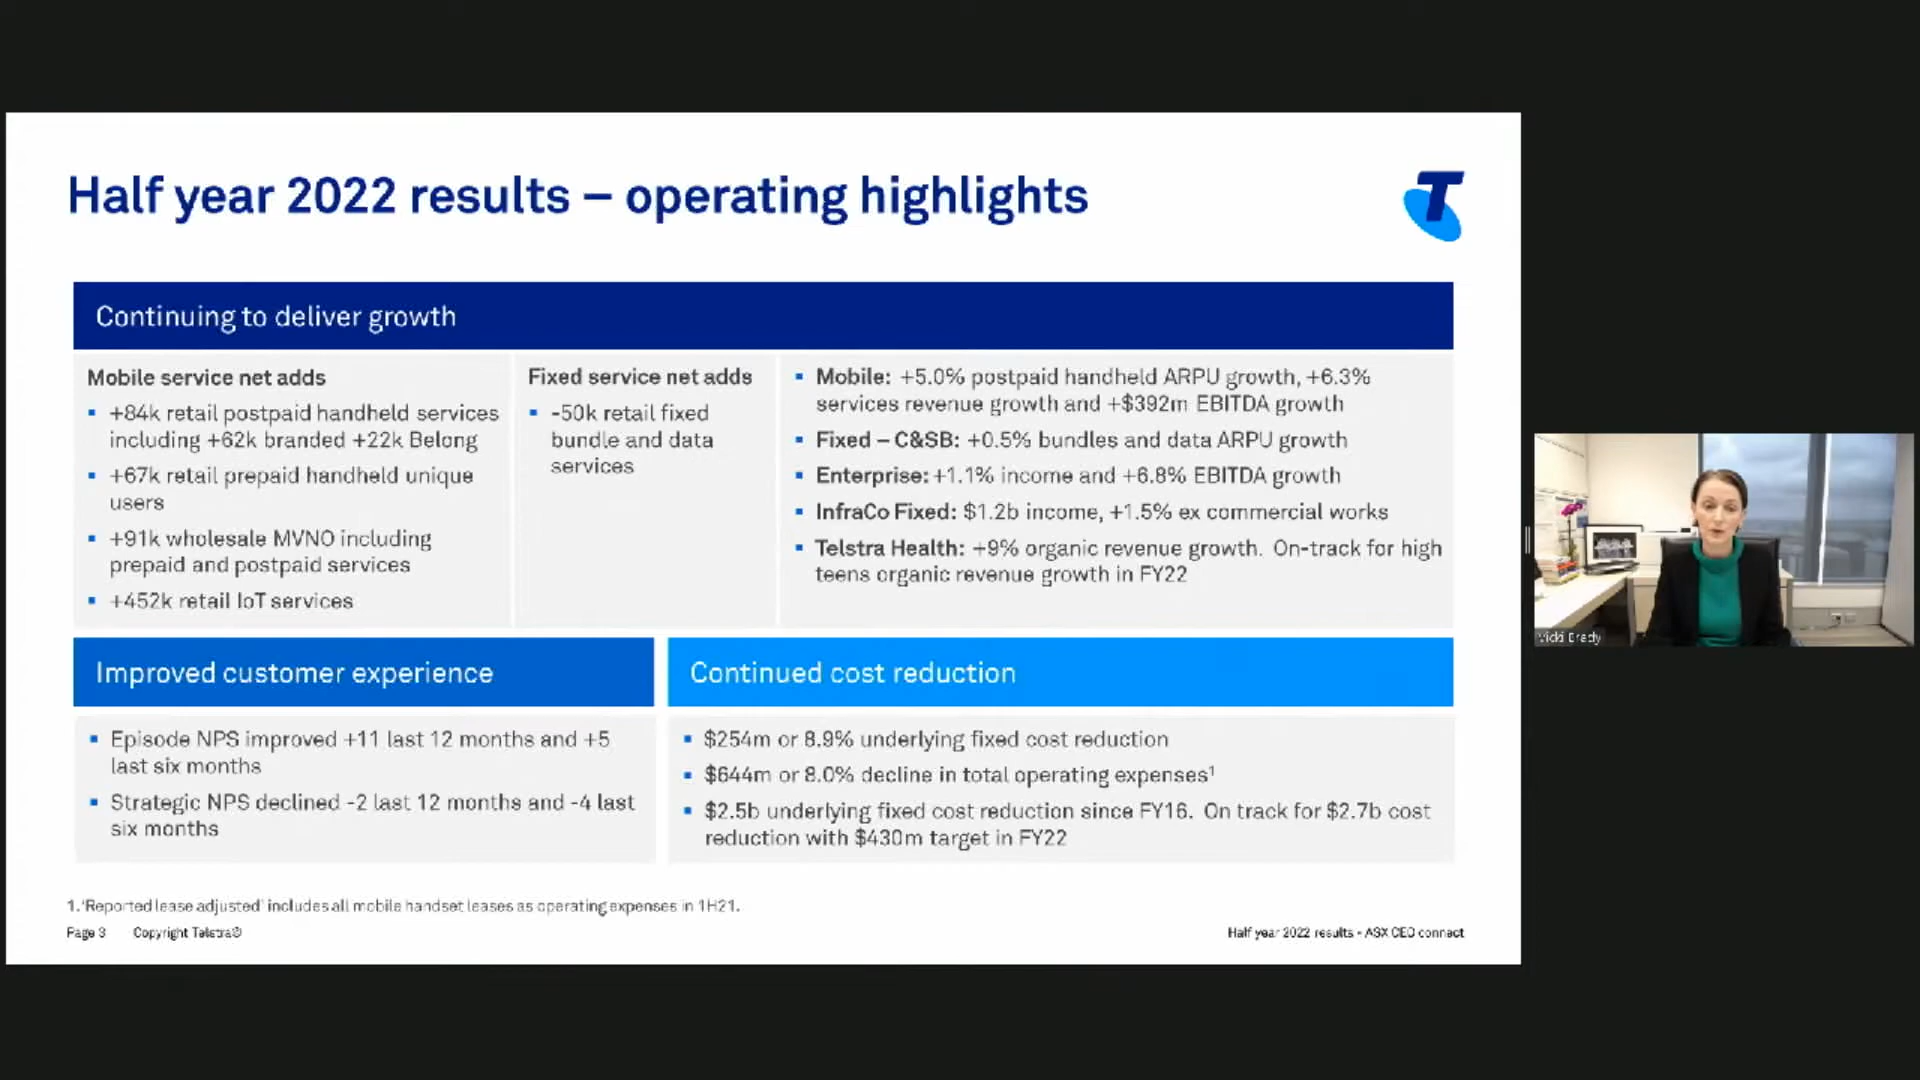 Half year 2022 results – operating highlights
T
Continuing to deliver growth
Mobile service net adds
▪ +84k retail postpaid handheld services
including +62k branded +22k Belong
▪ +67k retail prepaid handheld unique
users
▪ +91k wholesale MVNO including
prepaid and postpaid services
▪ +452k retail IoT services
Fixed service net adds
▪ -50k retail fixed
bundle and data
services
▪ Mobile: +5.0% postpaid handheld ARPU growth, +6.3%
services revenue growth and +$392m EBITDA growth
▪ Fixed – C&SB: +0.5% bundles and data ARPU growth
▪ Enterprise: +1.1% income and +6.8% EBITDA growth
▪ InfraCo Fixed: $1.2b income, +1.5% ex commercial works
▪ Telstra Health: +9% organic revenue growth. On-track for high
teens organic revenue growth in FY22
Improved customer experience
▪ Episode NPS improved +11 last 12 months and +5
last six months
▪ Strategic NPS declined -2 last 12 months and -4 last
six months
Continued cost reduction
▪ $254m or 8.9% underlying fixed cost reduction
▪ $644m or 8.0% decline in total operating expenses¹
▪ $2.5b underlying fixed cost reduction since FY16. On track for $2.7b cost
reduction with $430m target in FY22
1. 'Reported lease adjusted' includes all mobile handset leases as operating expenses in 1H21.
Page 3 Copyright Telstra©
Half year 2022 results - ASX CEO connect
Vicki Brady